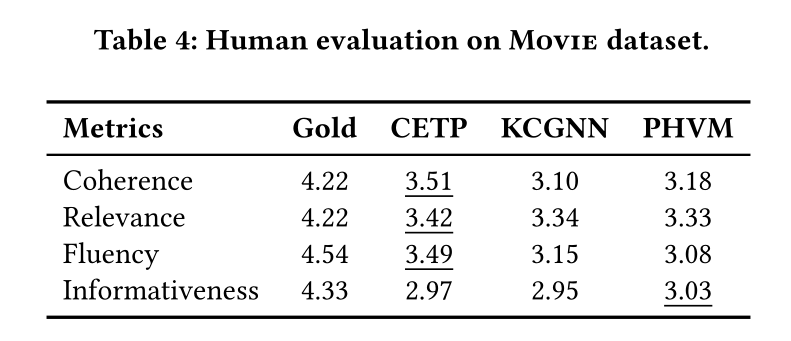 Table 4: Human evaluation on Movie dataset.
Metrics Gold CETP KCGNN PHVM
Coherence 4.22 3.51 3.10 3.18
Relevance 4.22 3.42 3.34 3.33
Fluency 4.54 3.49 3.15 3.08
Informativeness 4.33 2.97 2.95 3.03